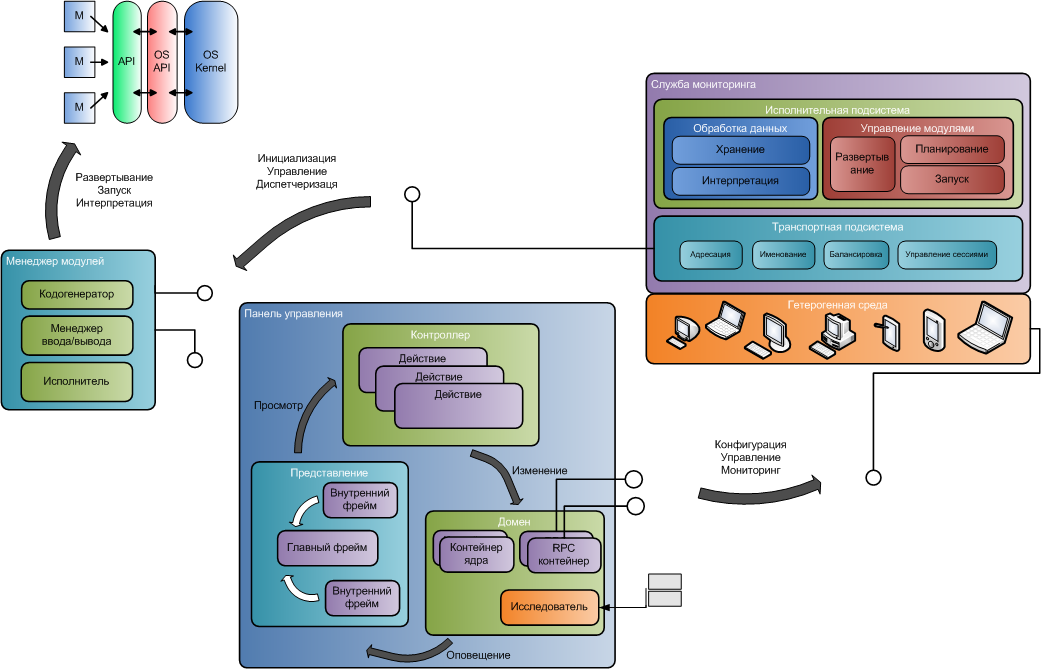 M
M
M
API
OS
API
OS
Kernel
Развертывание
Запуск
Интерпретация
Инициализация
Управление
Диспетчеризаця
Служба мониторинга
Исполнительная подсистема
Обработка данных
Хранение
Интерпретация
Управление модулями
Развертыв
ание
Планирование
Запуск
Транспортная подсистема
Адресация
Именование
Балансировка
Управление сессиями
Гетерогенная среда
Менеджер модулей
Кодогенератор
Менеджер
ввода/вывода
Исполнитель
Панель управления
Контроллер
Действие
Действие
Действие
Просмотр
Изменение
Представление
Внутренний
фрейм
Главный фрейм
Внутренний
фрейм
Домен
Контейнер
ядра
RPC
контейнер
Исследователь
Оповещение
Конфигурация
Управление
Мониторинг